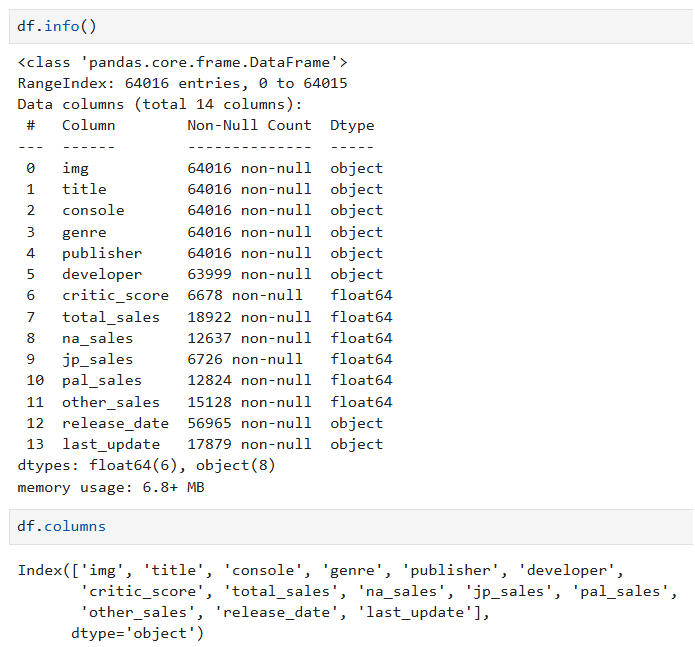 df.info()
<class 'pandas.core.frame.DataFrame'>
RangeIndex: 64016 entries, 0 to 64015
Data columns (total 14 columns):
 #   Column        Non-Null Count  Dtype
---  ------        --------------  -----
 0   img           64016 non-null  object
 1   title         64016 non-null  object
 2   console       64016 non-null  object
 3   genre         64016 non-null  object
 4   publisher     64016 non-null  object
 5   developer     63999 non-null  object
 6   critic_score  6678 non-null   float64
 7   total_sales   18922 non-null  float64
 8   na_sales      12637 non-null  float64
 9   jp_sales      6726 non-null   float64
 10  pal_sales     12824 non-null  float64
 11  other_sales   15128 non-null  float64
 12  release_date  56965 non-null  object
 13  last_update   17879 non-null  object
dtypes: float64(6), object(8)
memory usage: 6.8+ MB
df.columns
Index(['img', 'title', 'console', 'genre', 'publisher', 'developer',
       'critic_score', 'total_sales', 'na_sales', 'jp_sales', 'pal_sales',
       'other_sales', 'release_date', 'last_update'],
      dtype='object')